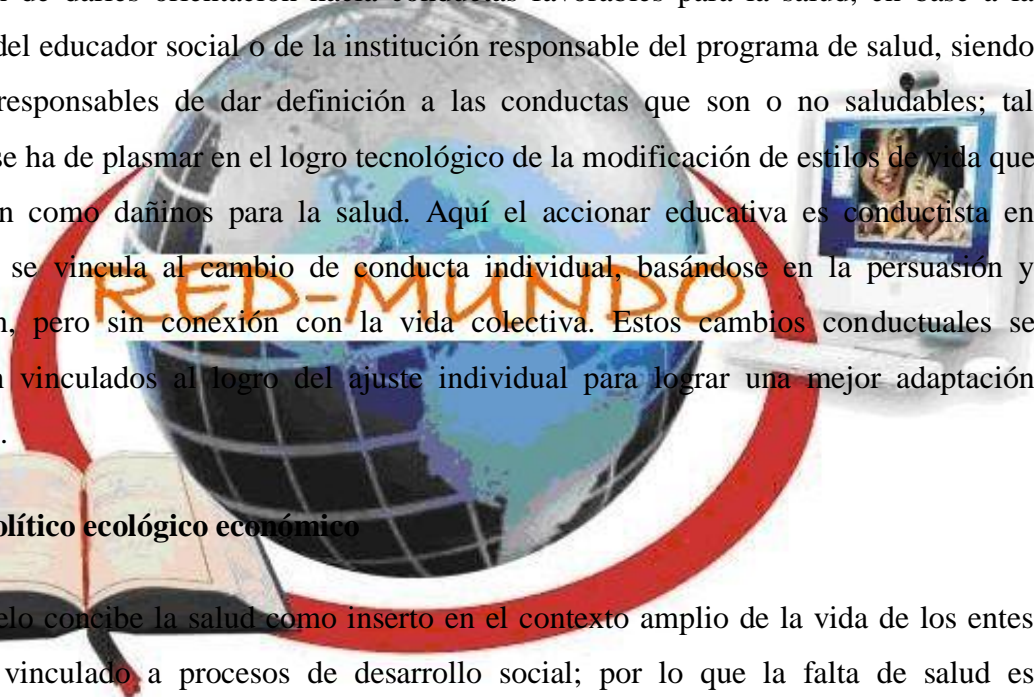 de darles orientación hacia conductas favorables para la salud, en base a la
del educador social o de la institución responsable del programa de salud, siendo
responsables de dar definición a las conductas que son o no saludables; tal
se ha de plasmar en el logro tecnológico de la modificación de estilos de vida que
como dañinos para la salud. Aquí el accionar educativa es conductista en
se vincula al cambio de conducta individual, basándose en la persuasión y
RED-MUNDO
pero sin conexión con la vida colectiva. Estos cambios conductuales se
vinculados al logro del ajuste individual para lograr una mejor adaptación
.
olítico ecológico económico
elo concibe la salud como inserto en el contexto amplio de la vida de los entes
vinculado a procesos de desarrollo social; por lo que la falta de salud es